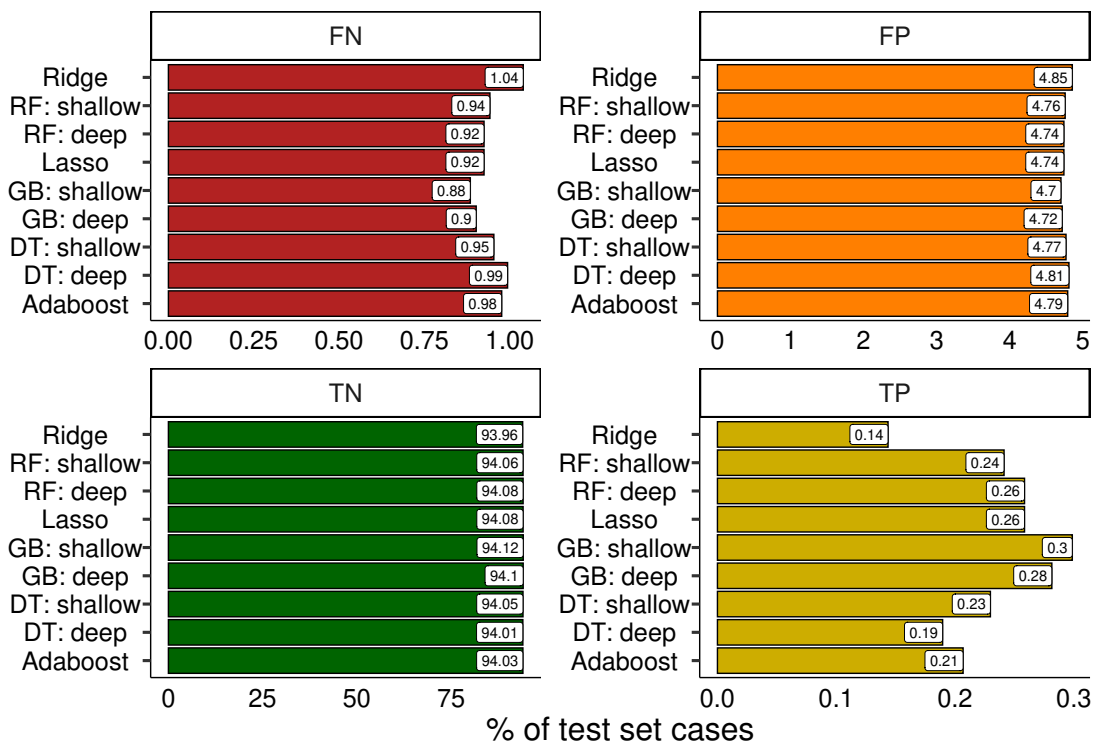 FN
Ridge 1.04
RF: shallow 0.94
RF: deep 0.92
Lasso 0.92
GB: shallow 0.88
GB: deep 0.9
DT: shallow 0.95
DT: deep 0.99
Adaboost 0.98
0.00 0.25 0.50 0.75 1.00
FP
Ridge 4.85
RF: shallow 4.76
RF: deep 4.74
Lasso 4.74
GB: shallow 4.7
GB: deep 4.72
DT: shallow 4.77
DT: deep 4.81
Adaboost 4.79
0 1 2 3 4 5
TN
Ridge 93.96
RF: shallow 94.06
RF: deep 94.08
Lasso 94.08
GB: shallow 94.12
GB: deep 94.1
DT: shallow 94.05
DT: deep 94.01
Adaboost 94.03
0 25 50 75
TP
Ridge 0.14
RF: shallow 0.24
RF: deep 0.26
Lasso 0.26
GB: shallow 0.3
GB: deep 0.28
DT: shallow 0.23
DT: deep 0.19
Adaboost 0.21
0.0 0.1 0.2 0.3
% of test set cases